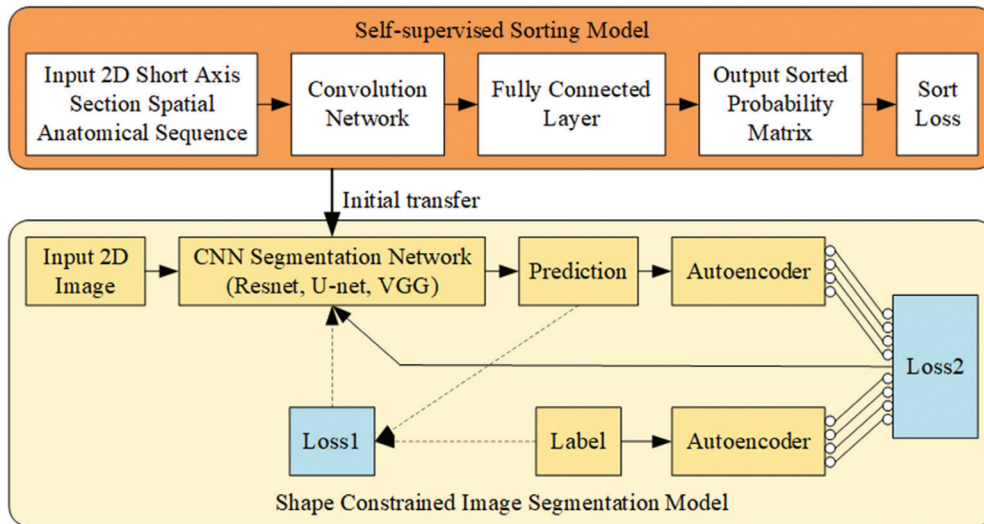 Self-supervised Sorting Model
Input 2D Short Axis
Section Spatial
Anatomical Sequence
Convolution
Network
Fully Connected
Layer
Output Sorted
Probability
Matrix
Sort
Loss
Initial transfer
Input 2D
Image
CNN Segmentation Network
(Resnet, U-net, VGG)
Prediction
Autoencoder
Loss2
Loss1
Label
Autoencoder
Shape Constrained Image Segmentation Model